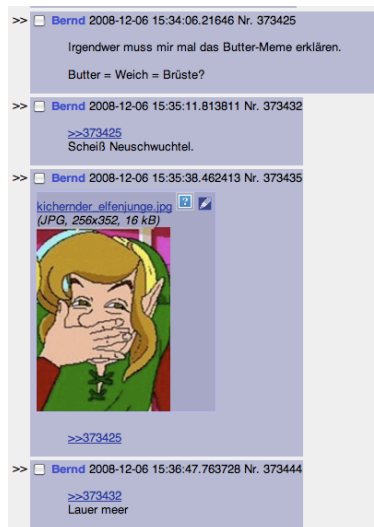 >> Bernd 2008-12-06 15:34:06.21646 Nr. 373425
Irgendwer muss mir mal das Butter-Meme erklären.
Butter = Weich = Brüste?
>> Bernd 2008-12-06 15:35:11.813811 Nr. 373432
>>373425
Scheiß Neuschwuchtel.
>> Bernd 2008-12-06 15:35:38.462413 Nr. 373435
kichernder_elfenjunge.jpg
(JPG, 256x352, 16 kB)
>>373425
>> Bernd 2008-12-06 15:36:47.763728 Nr. 373444
>>373432
Lauer meer